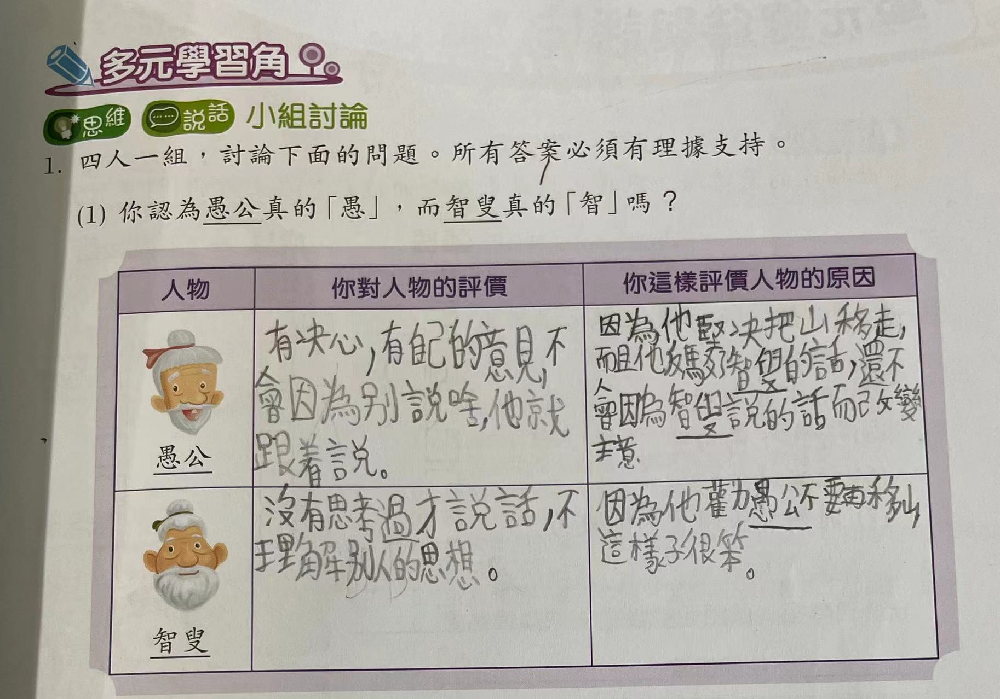 多元學習角
思維 說話 小組討論
1. 四人一組，討論下面的問題。所有答案必須有理據支持。
(1) 你認為愚公真的「愚」，而智叟真的「智」嗎？
人物 你對人物的評價 你這樣評價人物的原因
有决心,有自己的意見,不
會因為别說啥,他就
跟着說。
因為他堅决把山移走,
而且他反駁了智叟的話,還不
會因為智叟說的話而改變
主意
愚公
沒有思考過才說話,不
理解别人的思想。
因為他勸愚公不要再移山,
這樣子很笨。
智叟